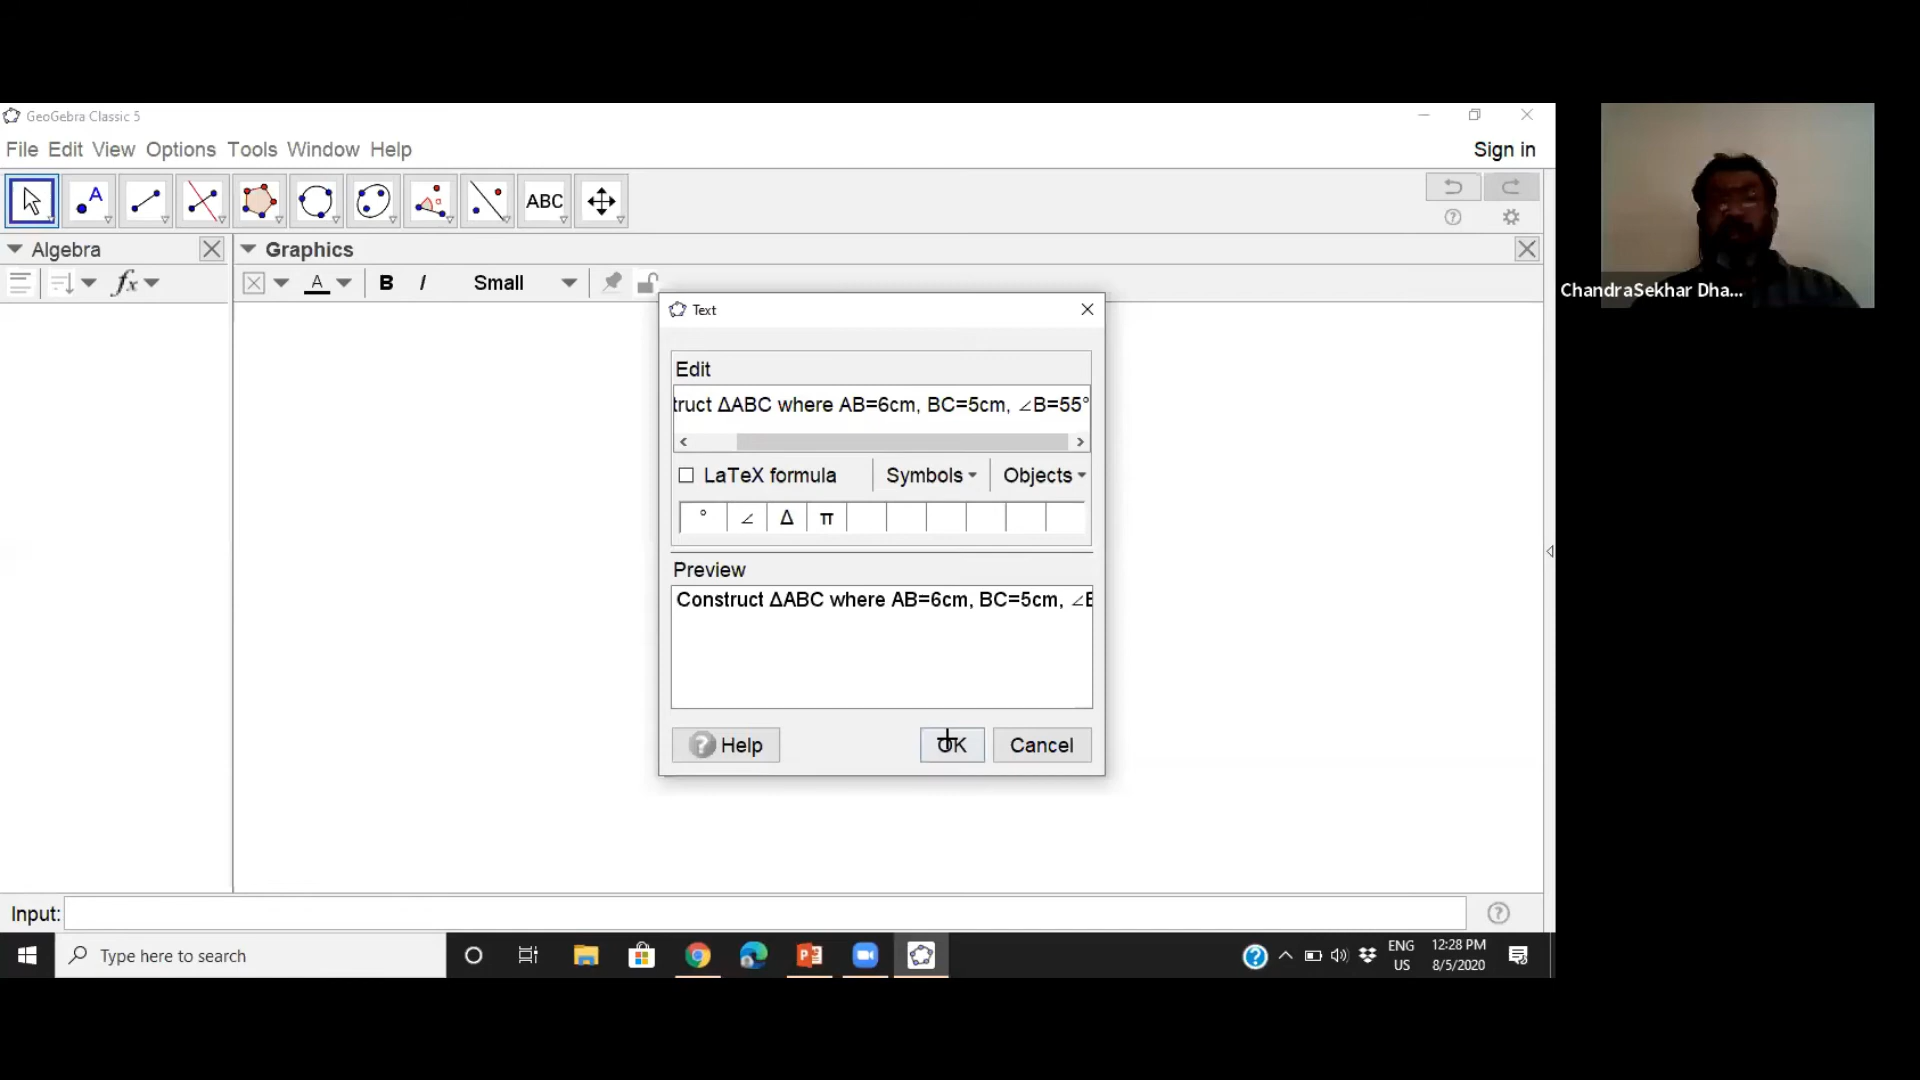 GeoGebra Classic 5
File Edit View Options Tools Window Help
Sign in
A
ABC
Algebra
Graphics
fx
A B I Small
ChandraSekhar Dha...
Text
Edit
truct ΔABC where AB=6cm, BC=5cm, ∠B=55°
LaTeX formula
Symbols
Objects
° ∠ Δ π
Preview
Construct ΔABC where AB=6cm, BC=5cm, ∠B
Help
OK
Cancel
Input:
Type here to search
ENG
US
12:28 PM
8/5/2020